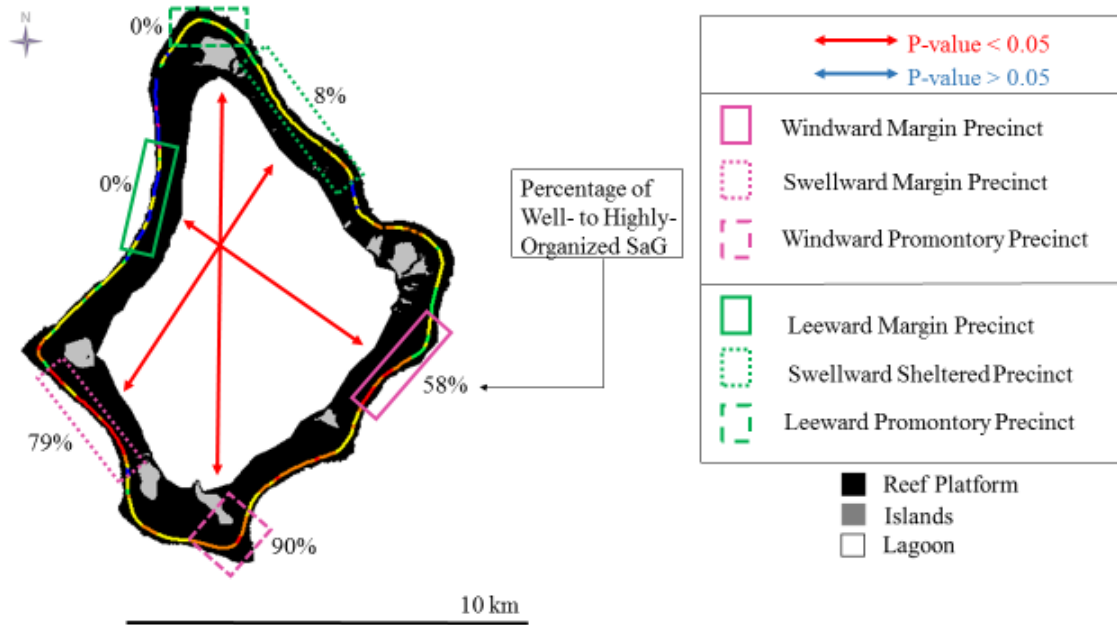 N
0%
8%
0%
58%
79%
90%
10 km
Percentage of
Well- to Highly-
Organized SaG
P-value < 0.05
P-value > 0.05
Windward Margin Precinct
Swellward Margin Precinct
Windward Promontory Precinct
Leeward Margin Precinct
Swellward Sheltered Precinct
Leeward Promontory Precinct
Reef Platform
Islands
Lagoon